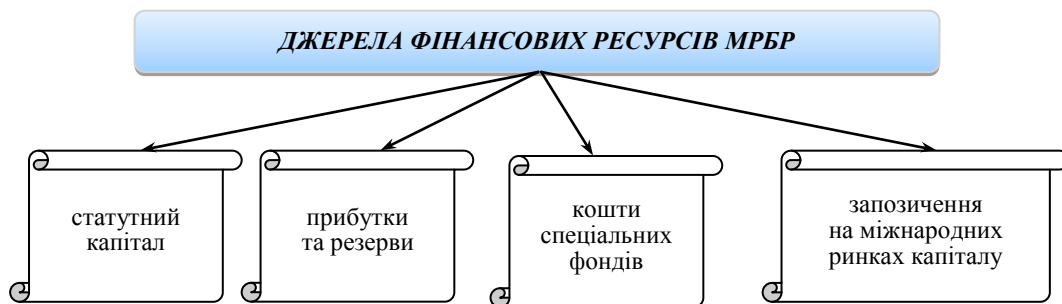 ДЖЕРЕЛА ФІНАНСОВИХ РЕСУРСІВ МРБР
статутний
капітал
прибутки
та резерви
кошти
спеціальних
фондів
запозичення
на міжнародних
ринках капіталу